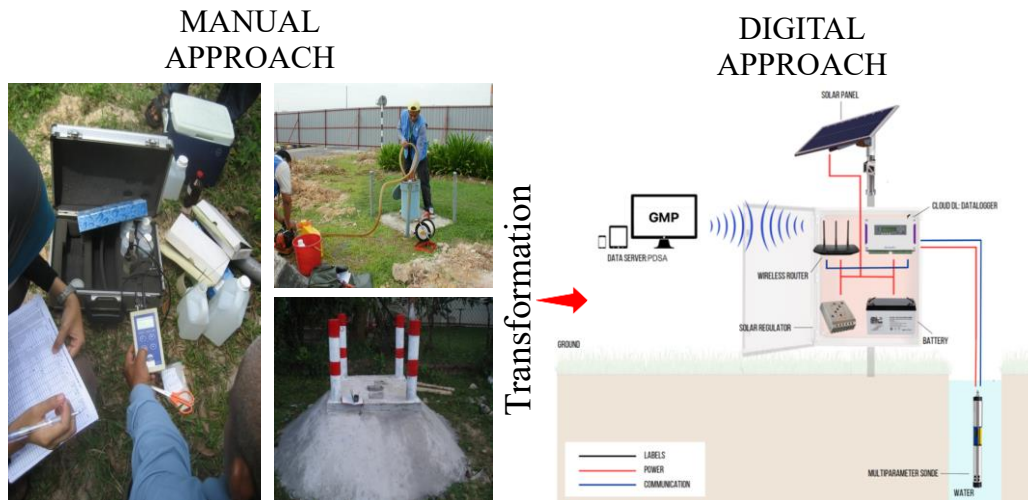 MANUAL
APPROACH
DIGITAL
APPROACH
Transformation
SOLAR PANEL
GMP
DATA SERVER:PDSA
CLOUD DL: DATALOGGER
WIRELESS ROUTER
SOLAR REGULATOR
BATTERY
GROUND
LABELS
POWER
COMMUNICATION
MULTIPARAMETER SONDE
WATER